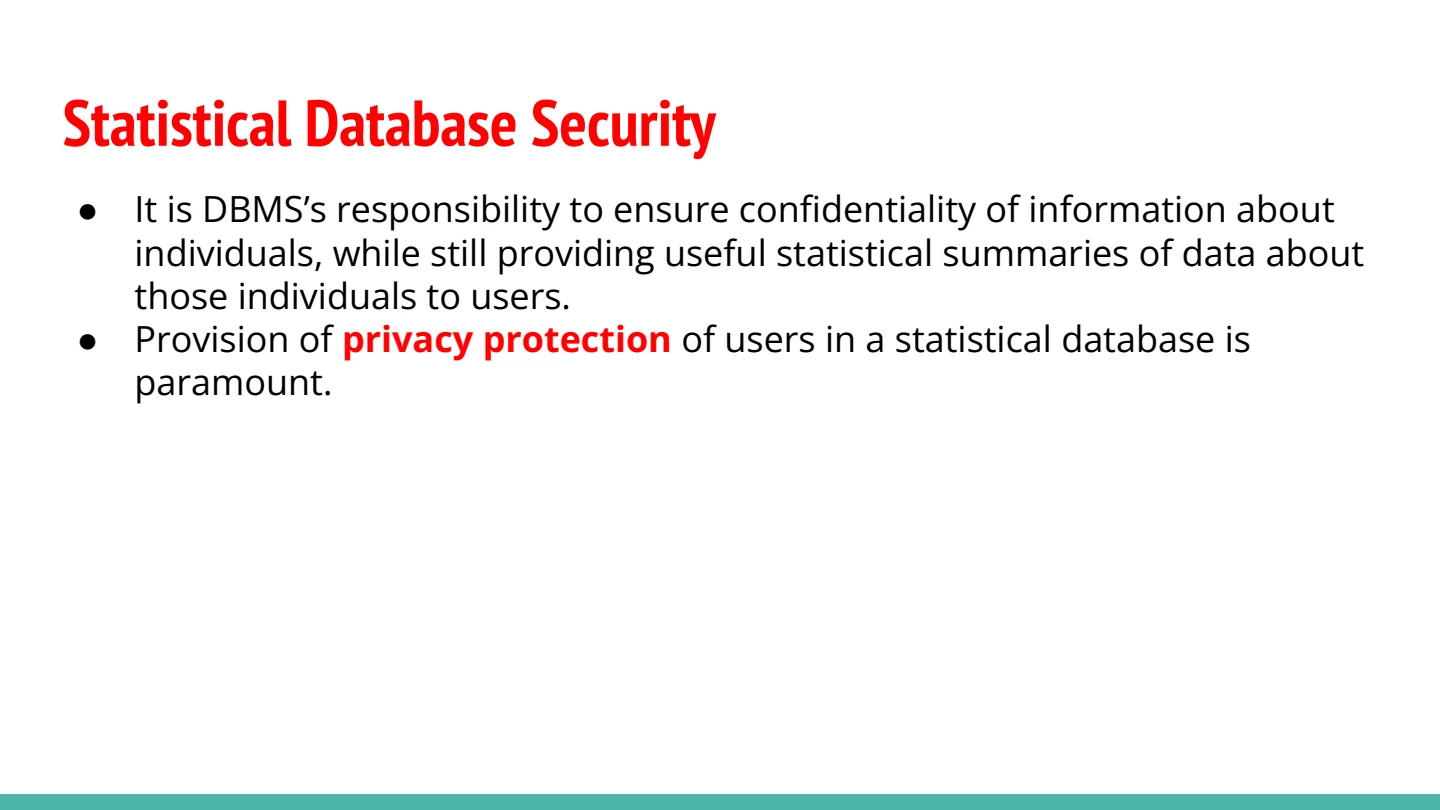 Statistical Database Security
● It is DBMS’s responsibility to ensure confidentiality of information about
individuals, while still providing useful statistical summaries of data about
those individuals to users.
● Provision of privacy protection of users in a statistical database is
paramount.